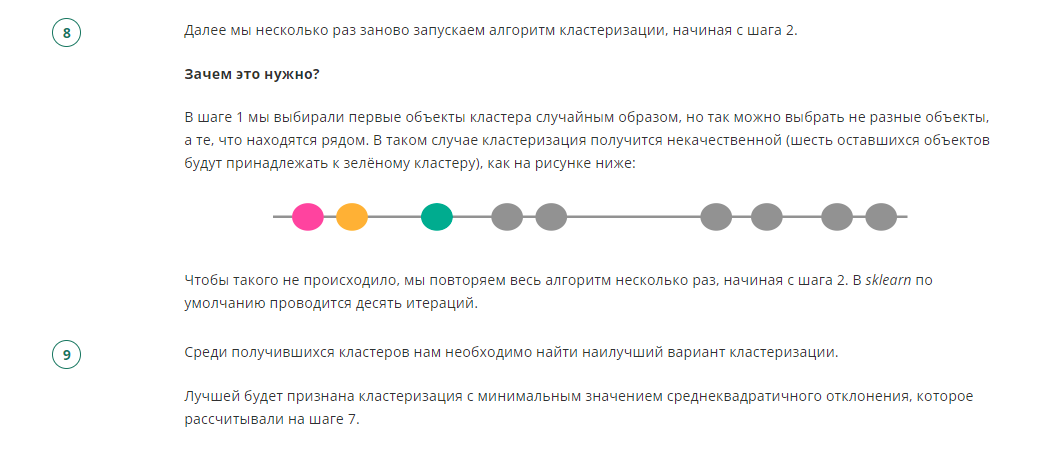 8
Далее мы несколько раз заново запускаем алгоритм кластеризации, начиная с шага 2.
Зачем это нужно?
В шаге 1 мы выбирали первые объекты кластера случайным образом, но так можно выбрать не разные объекты,
а те, что находятся рядом. В таком случае кластеризация получится некачественной (шесть оставшихся объектов
будут принадлежать к зелёному кластеру), как на рисунке ниже:
Чтобы такого не происходило, мы повторяем весь алгоритм несколько раз, начиная с шага 2. В sklearn по
умолчанию проводится десять итераций.
9
Среди получившихся кластеров нам необходимо найти наилучший вариант кластеризации.
Лучшей будет признана кластеризация с минимальным значением среднеквадратичного отклонения, которое
рассчитывали на шаге 7.